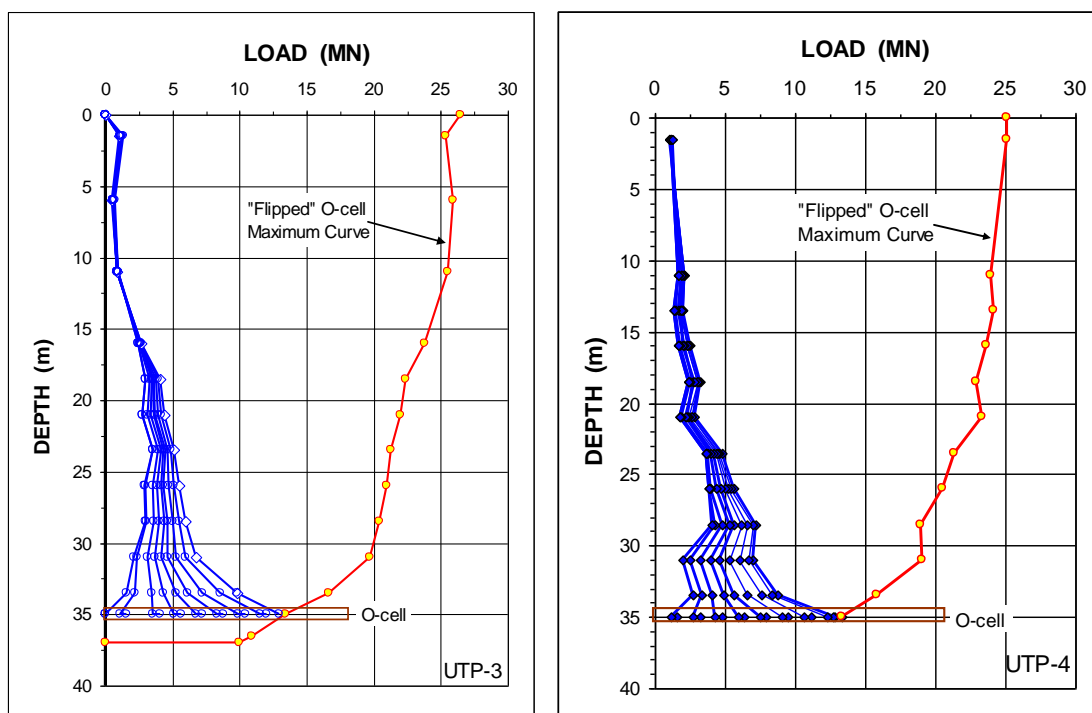 LOAD (MN)
0 5 10 15 20 25 30
0
5
10
15
20
25
30
35
40
DEPTH (m)
"Flipped" O-cell
Maximum Curve
O-cell
UTP-3
LOAD (MN)
0 5 10 15 20 25 30
0
5
10
15
20
25
30
35
40
DEPTH (m)
"Flipped" O-cell
Maximum Curve
O-cell
UTP-4